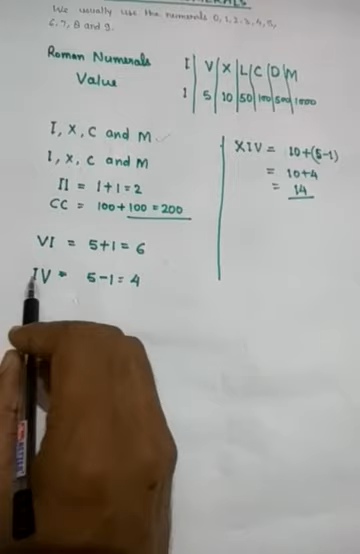 We usually use the numerals 0, 1, 2, 3, 4, 5,
6, 7, 8 and 9.
Roman Numerals I V X L C D M
Value 1 5 10 50 100 500 1000
I, X, C and M
I, X, C and M
II = 1+1=2
CC = 100+100=200
VI = 5+1=6
IV = 5-1=4
XIV = 10+(5-1)
= 10+4
= 14